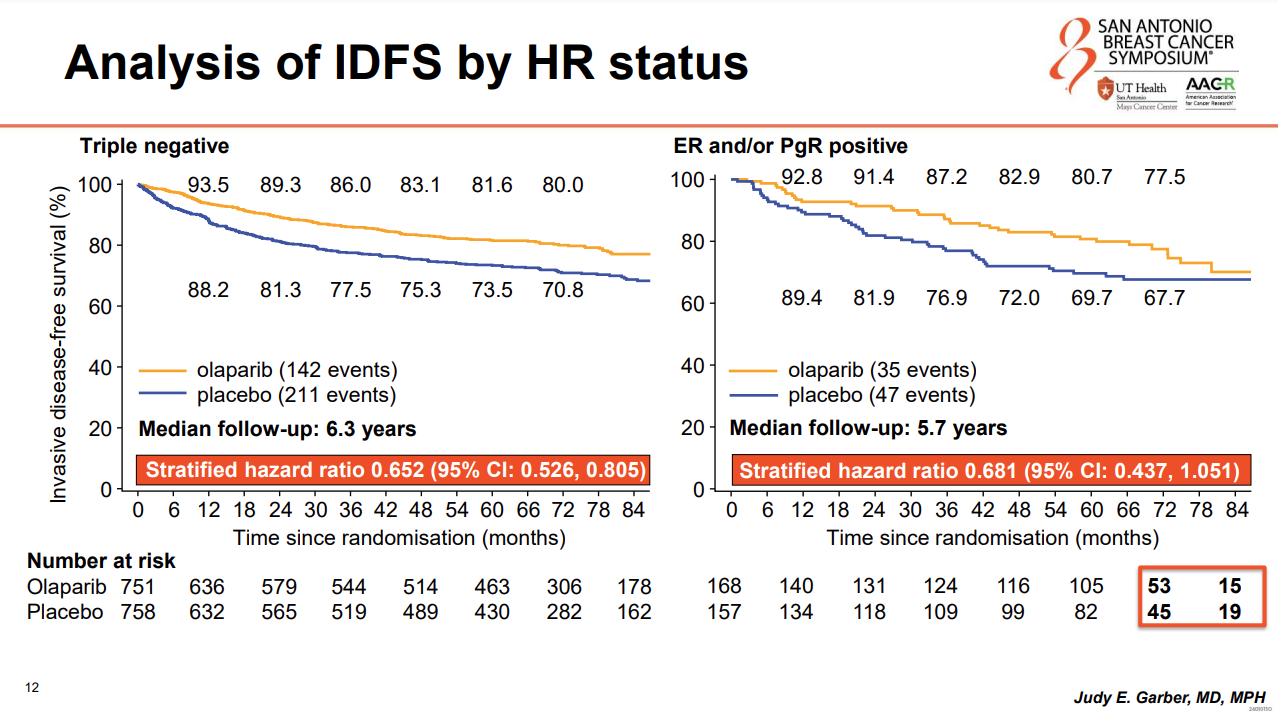 Analysis of IDFS by HR status
SAN ANTONIO
BREAST CANCER
SYMPOSIUM®
UT Health
San Antonio
Mays Cancer Center
AACR
American Association
for Cancer Research®
Triple negative
Invasive disease-free survival (%)
100
80
60
40
20
0
93.5 89.3 86.0 83.1 81.6 80.0
88.2 81.3 77.5 75.3 73.5 70.8
olaparib (142 events)
placebo (211 events)
Median follow-up: 6.3 years
Stratified hazard ratio 0.652 (95% CI: 0.526, 0.805)
0 6 12 18 24 30 36 42 48 54 60 66 72 78 84
Time since randomisation (months)
ER and/or PgR positive
100
80
60
40
20
0
92.8 91.4 87.2 82.9 80.7 77.5
89.4 81.9 76.9 72.0 69.7 67.7
olaparib (35 events)
placebo (47 events)
Median follow-up: 5.7 years
Stratified hazard ratio 0.681 (95% CI: 0.437, 1.051)
0 6 12 18 24 30 36 42 48 54 60 66 72 78 84
Time since randomisation (months)
Number at risk
Olaparib 751 636 579 544 514 463 306 178 168 140 131 124 116 105 53 15
Placebo 758 632 565 519 489 430 282 162 157 134 118 109 99 82 45 19
12
Judy E. Garber, MD, MPH